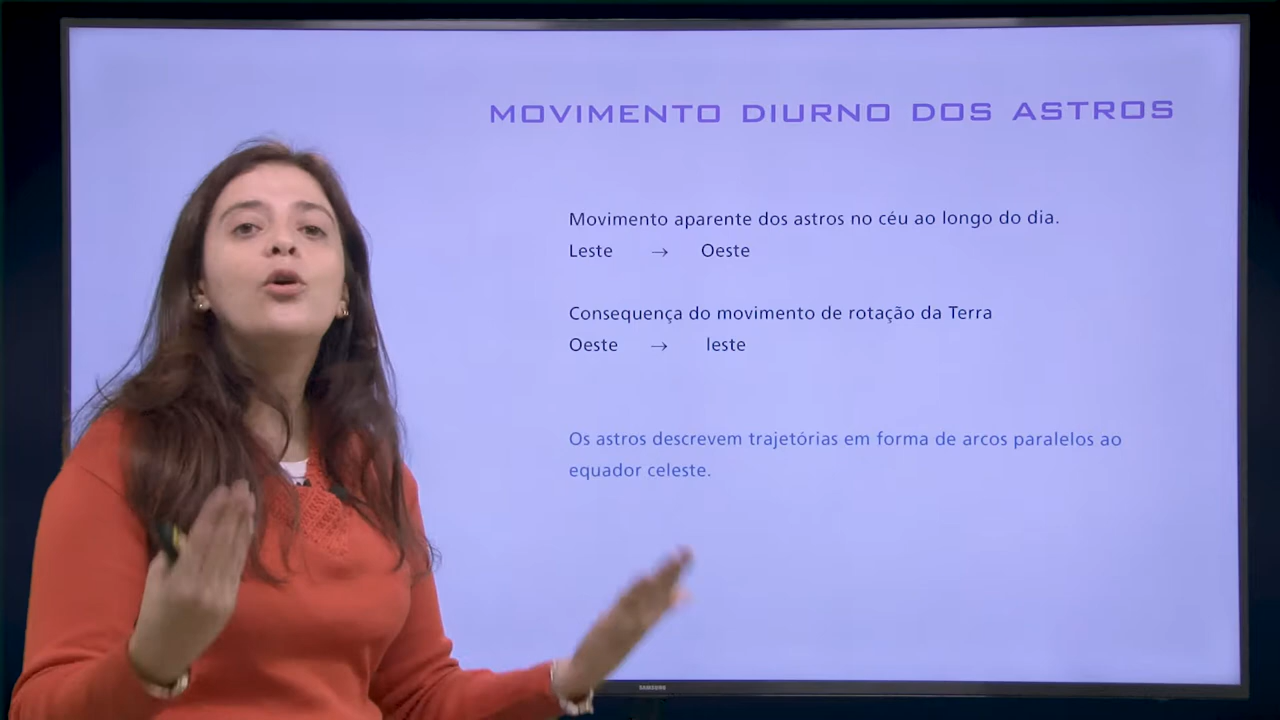 MOVIMENTO DIURNO DOS ASTROS
Movimento aparente dos astros no céu ao longo do dia.
Leste → Oeste
Consequença do movimento de rotação da Terra
Oeste → leste
Os astros descrevem trajetórias em forma de arcos paralelos ao
equador celeste.
SAMSUNG